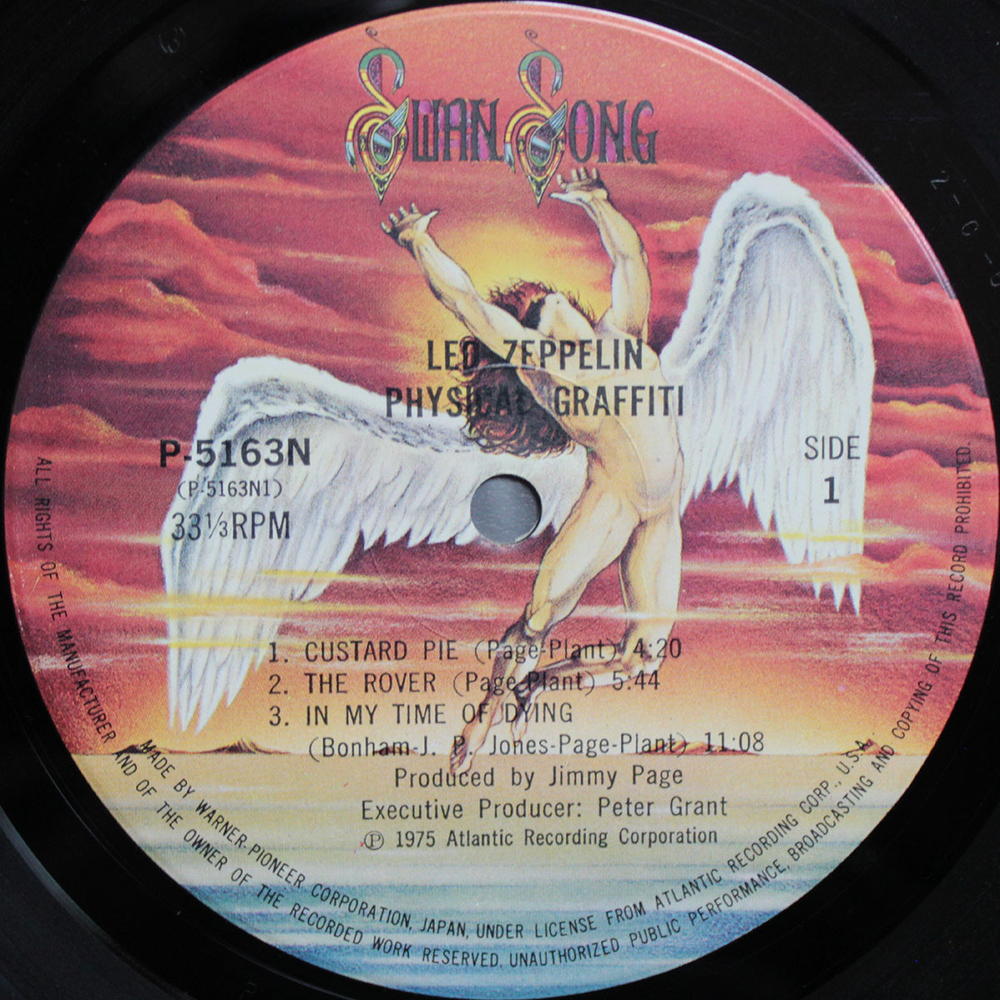 SWAN SONG
LED ZEPPELIN
PHYSICAL GRAFFITI
P-5163N
(P-5163N1)
33 1/3 RPM
SIDE
1
1. CUSTARD PIE (Page-Plant) 4:20
2. THE ROVER (Page-Plant) 5:44
3. IN MY TIME OF DYING
(Bonham-J. P. Jones-Page-Plant) 11:08
Produced by Jimmy Page
Executive Producer: Peter Grant
Ⓟ 1975 Atlantic Recording Corporation
MADE BY WARNER-PIONEER CORPORATION, JAPAN, UNDER LICENSE FROM ATLANTIC RECORDING CORP., U.S.A.
ALL RIGHTS OF THE MANUFACTURER AND OF THE OWNER OF THE RECORDED WORK RESERVED. UNAUTHORIZED PUBLIC PERFORMANCE, BROADCASTING AND COPYING OF THIS RECORD PROHIBITED.